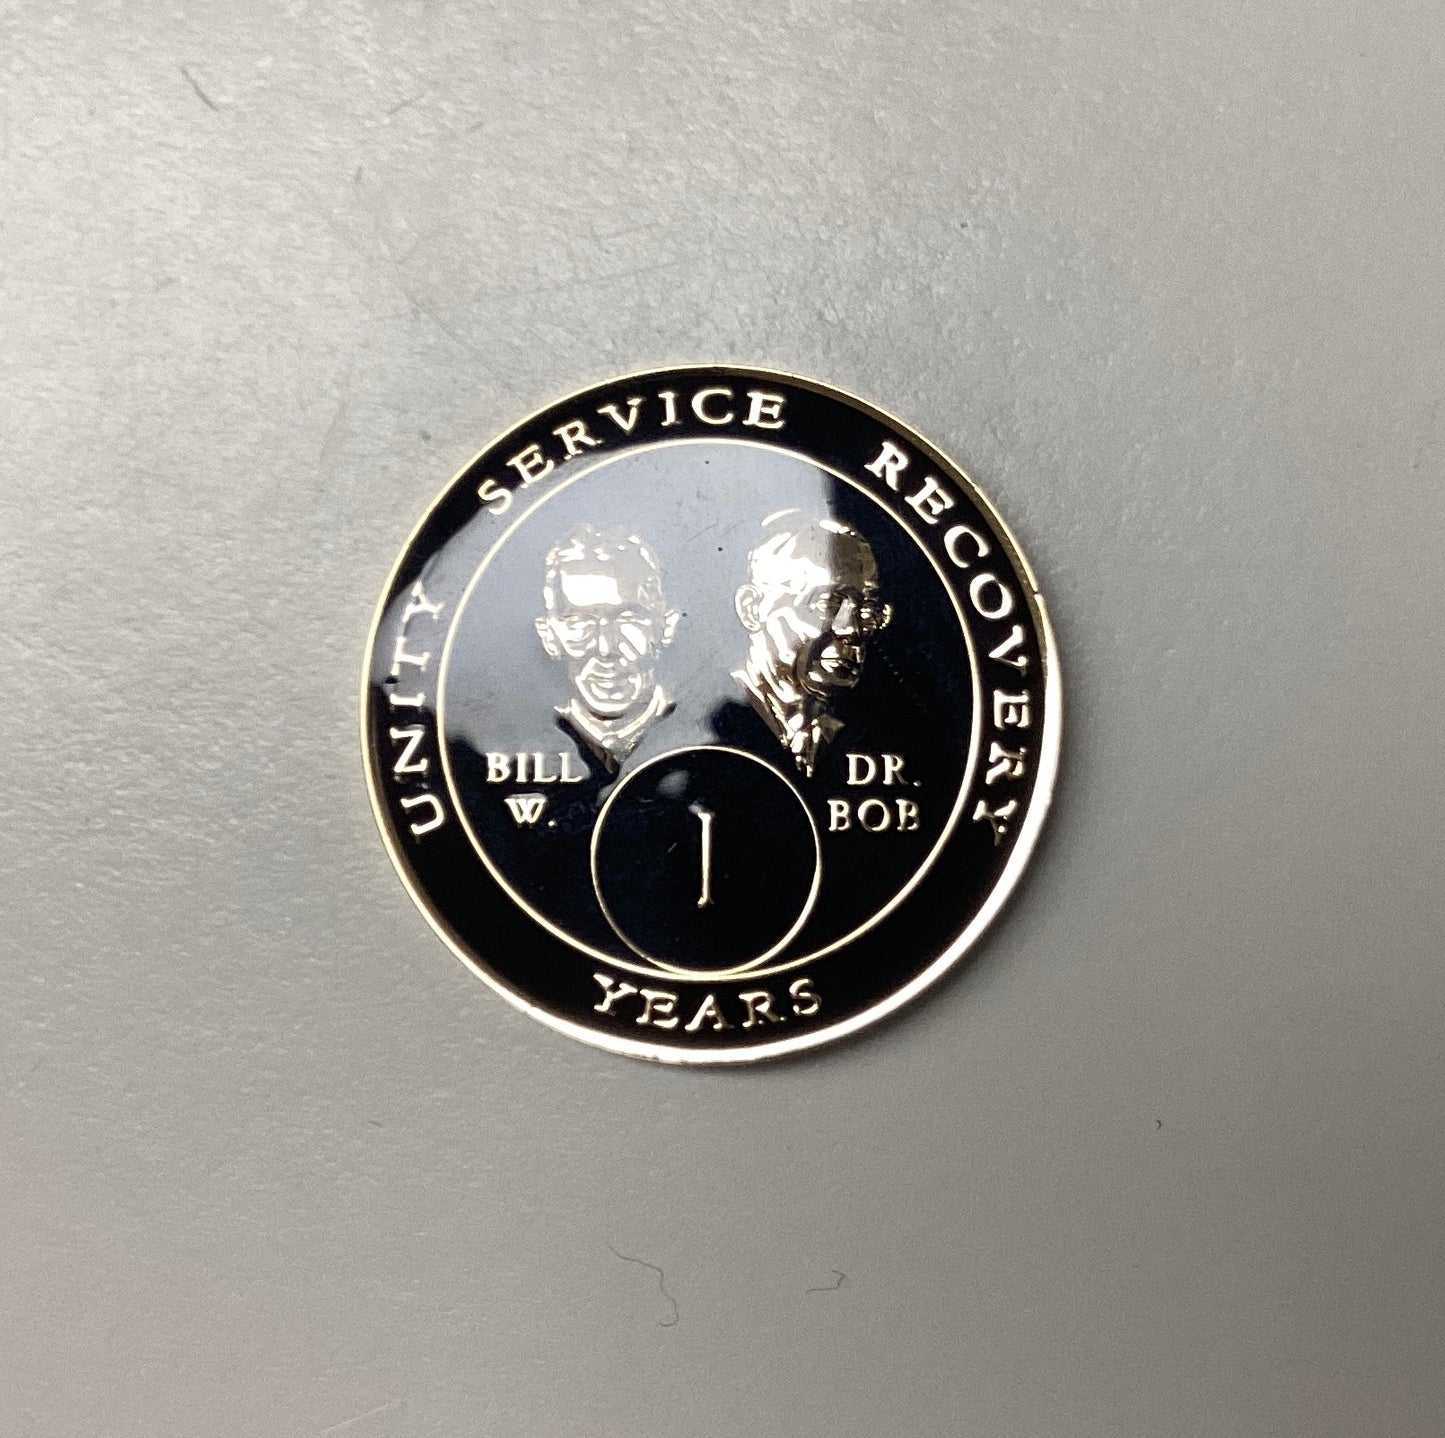 UNITY SERVICE RECOVERY
BILL
W.
DR.
BOB
1
YEARS